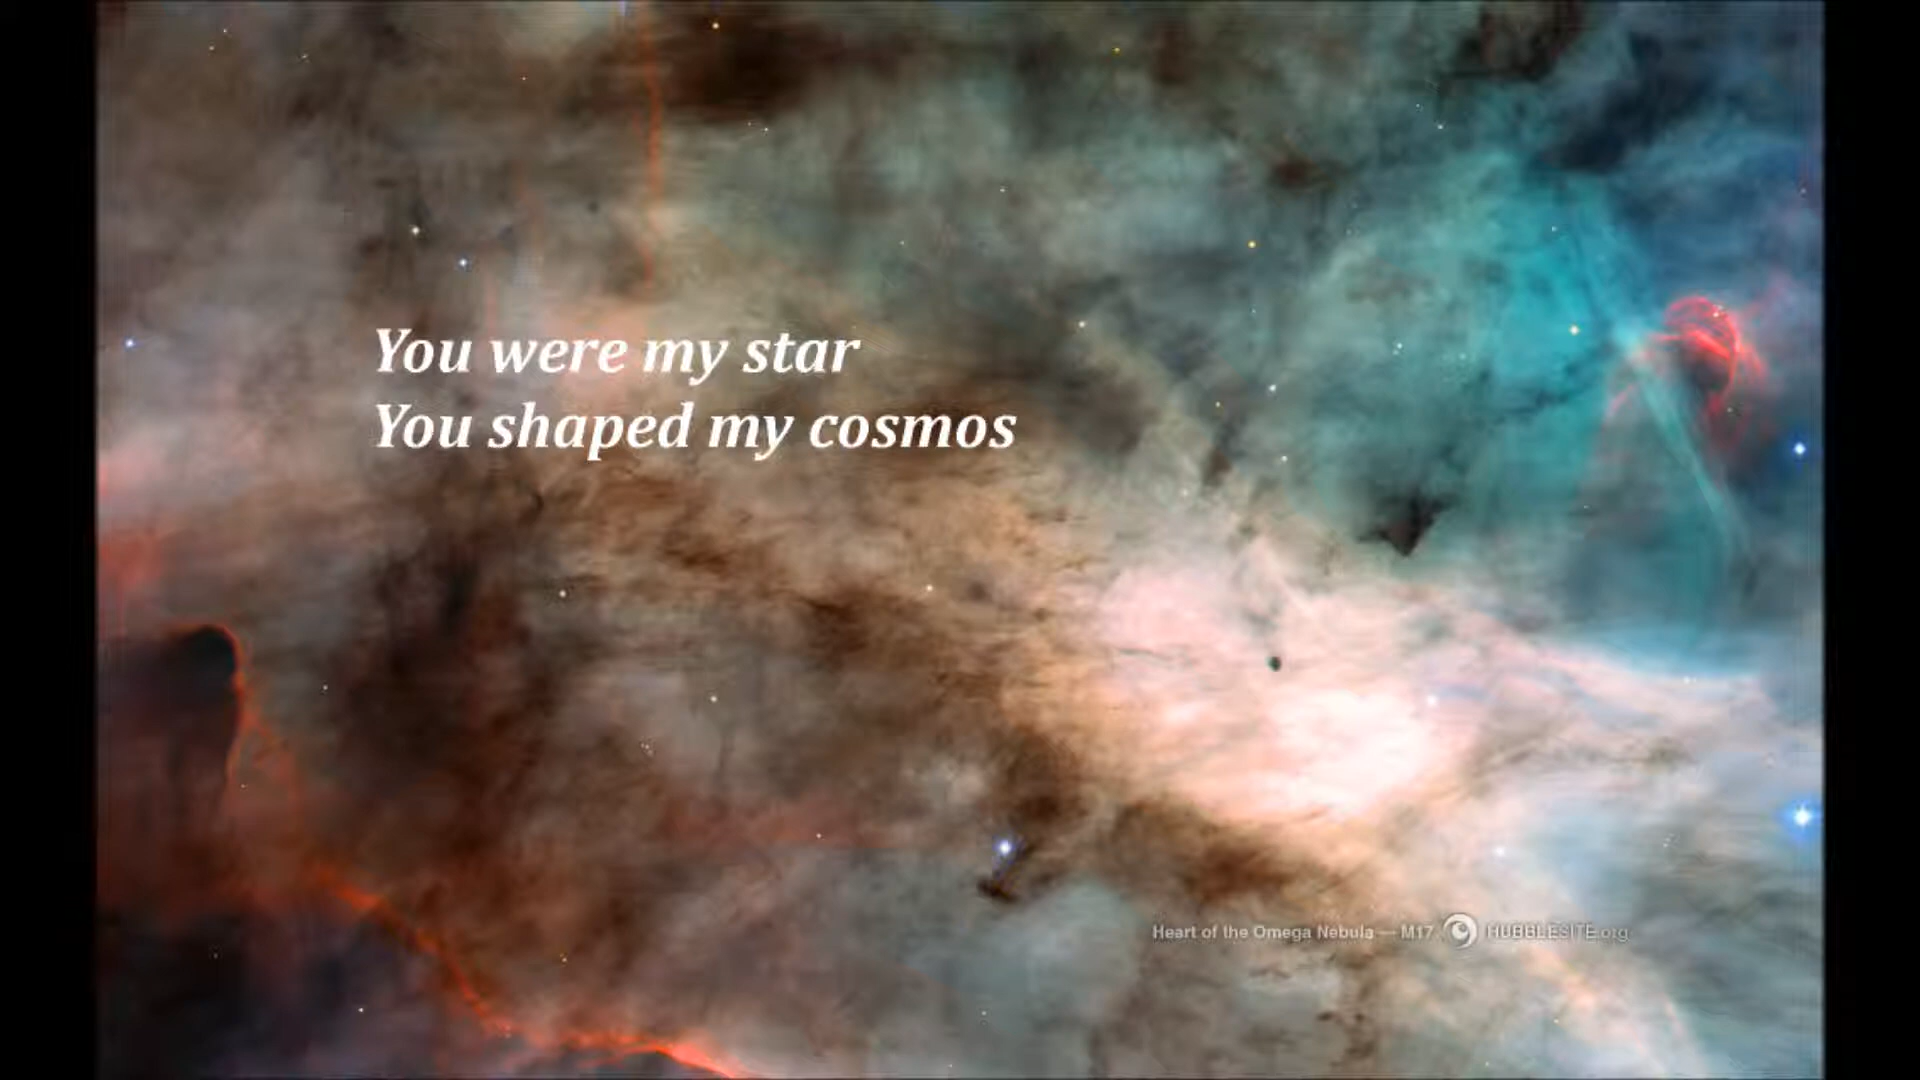 You were my star
You shaped my cosmos
Heart of the Omega Nebula — M17 HUBBLESITE.org